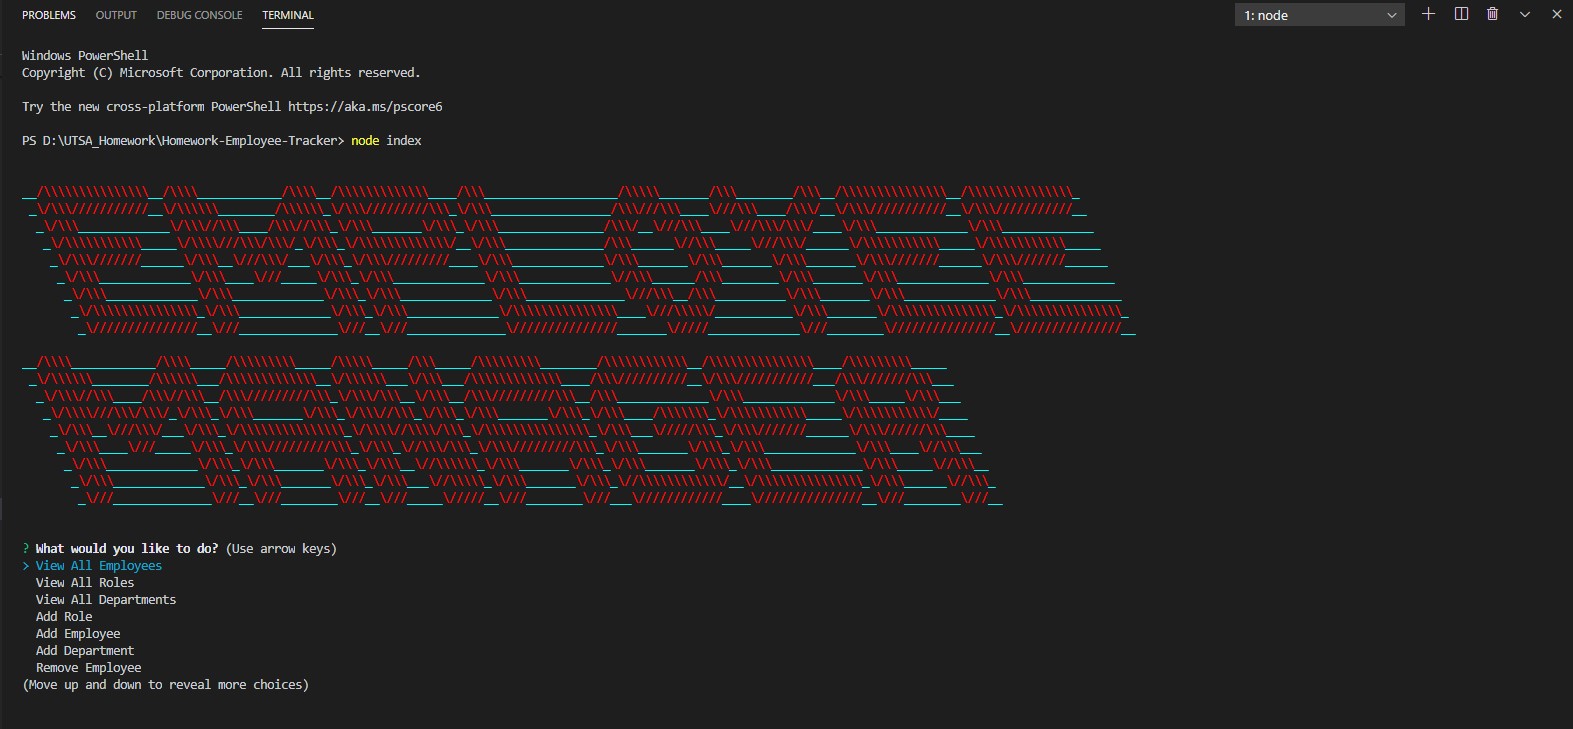 PROBLEMS OUTPUT DEBUG CONSOLE TERMINAL 1: node
Windows PowerShell
Copyright (C) Microsoft Corporation. All rights reserved.
Try the new cross-platform PowerShell https://aka.ms/pscore6
PS D:\UTSA_Homework\Homework-Employee-Tracker> node index
EMPLOYEE
MANAGER
? What would you like to do? (Use arrow keys)
> View All Employees
View All Roles
View All Departments
Add Role
Add Employee
Add Department
Remove Employee
(Move up and down to reveal more choices)